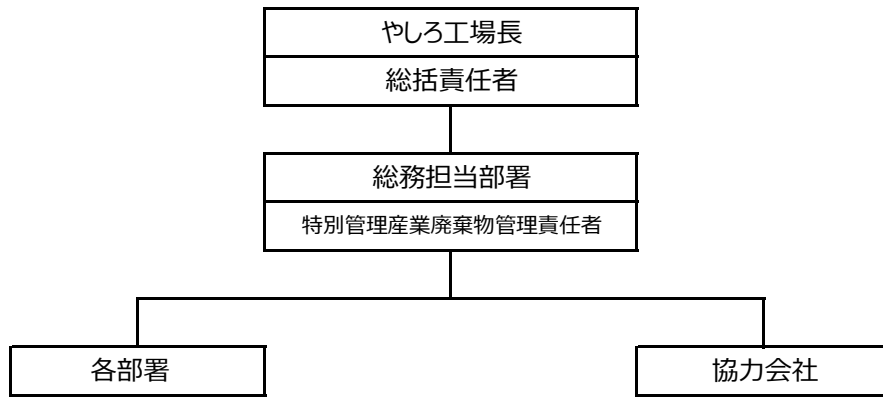 やしろ工場長
総括責任者
総務担当部署
特別管理産業廃棄物管理責任者
各部署
協力会社